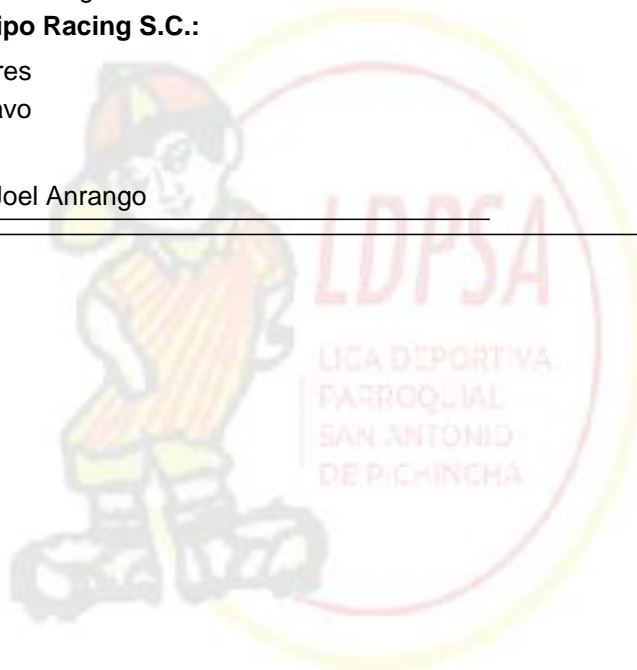 ipo Racing S.C.:
res
avo
Joel Anrango
LDPSA
LIGA DEPORTIVA
PARROQUIAL
SAN ANTONIO
DE PICHINCHA